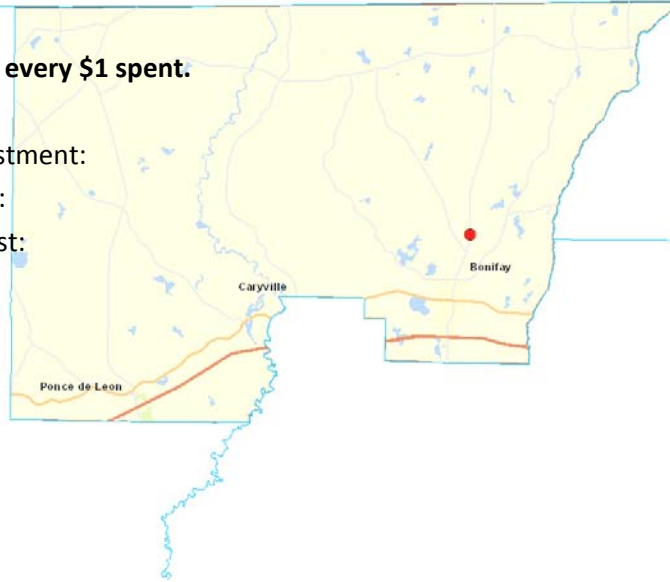 every $1 spent.
stment:
:
st:
Bonifay
Caryville
Ponce de Leon